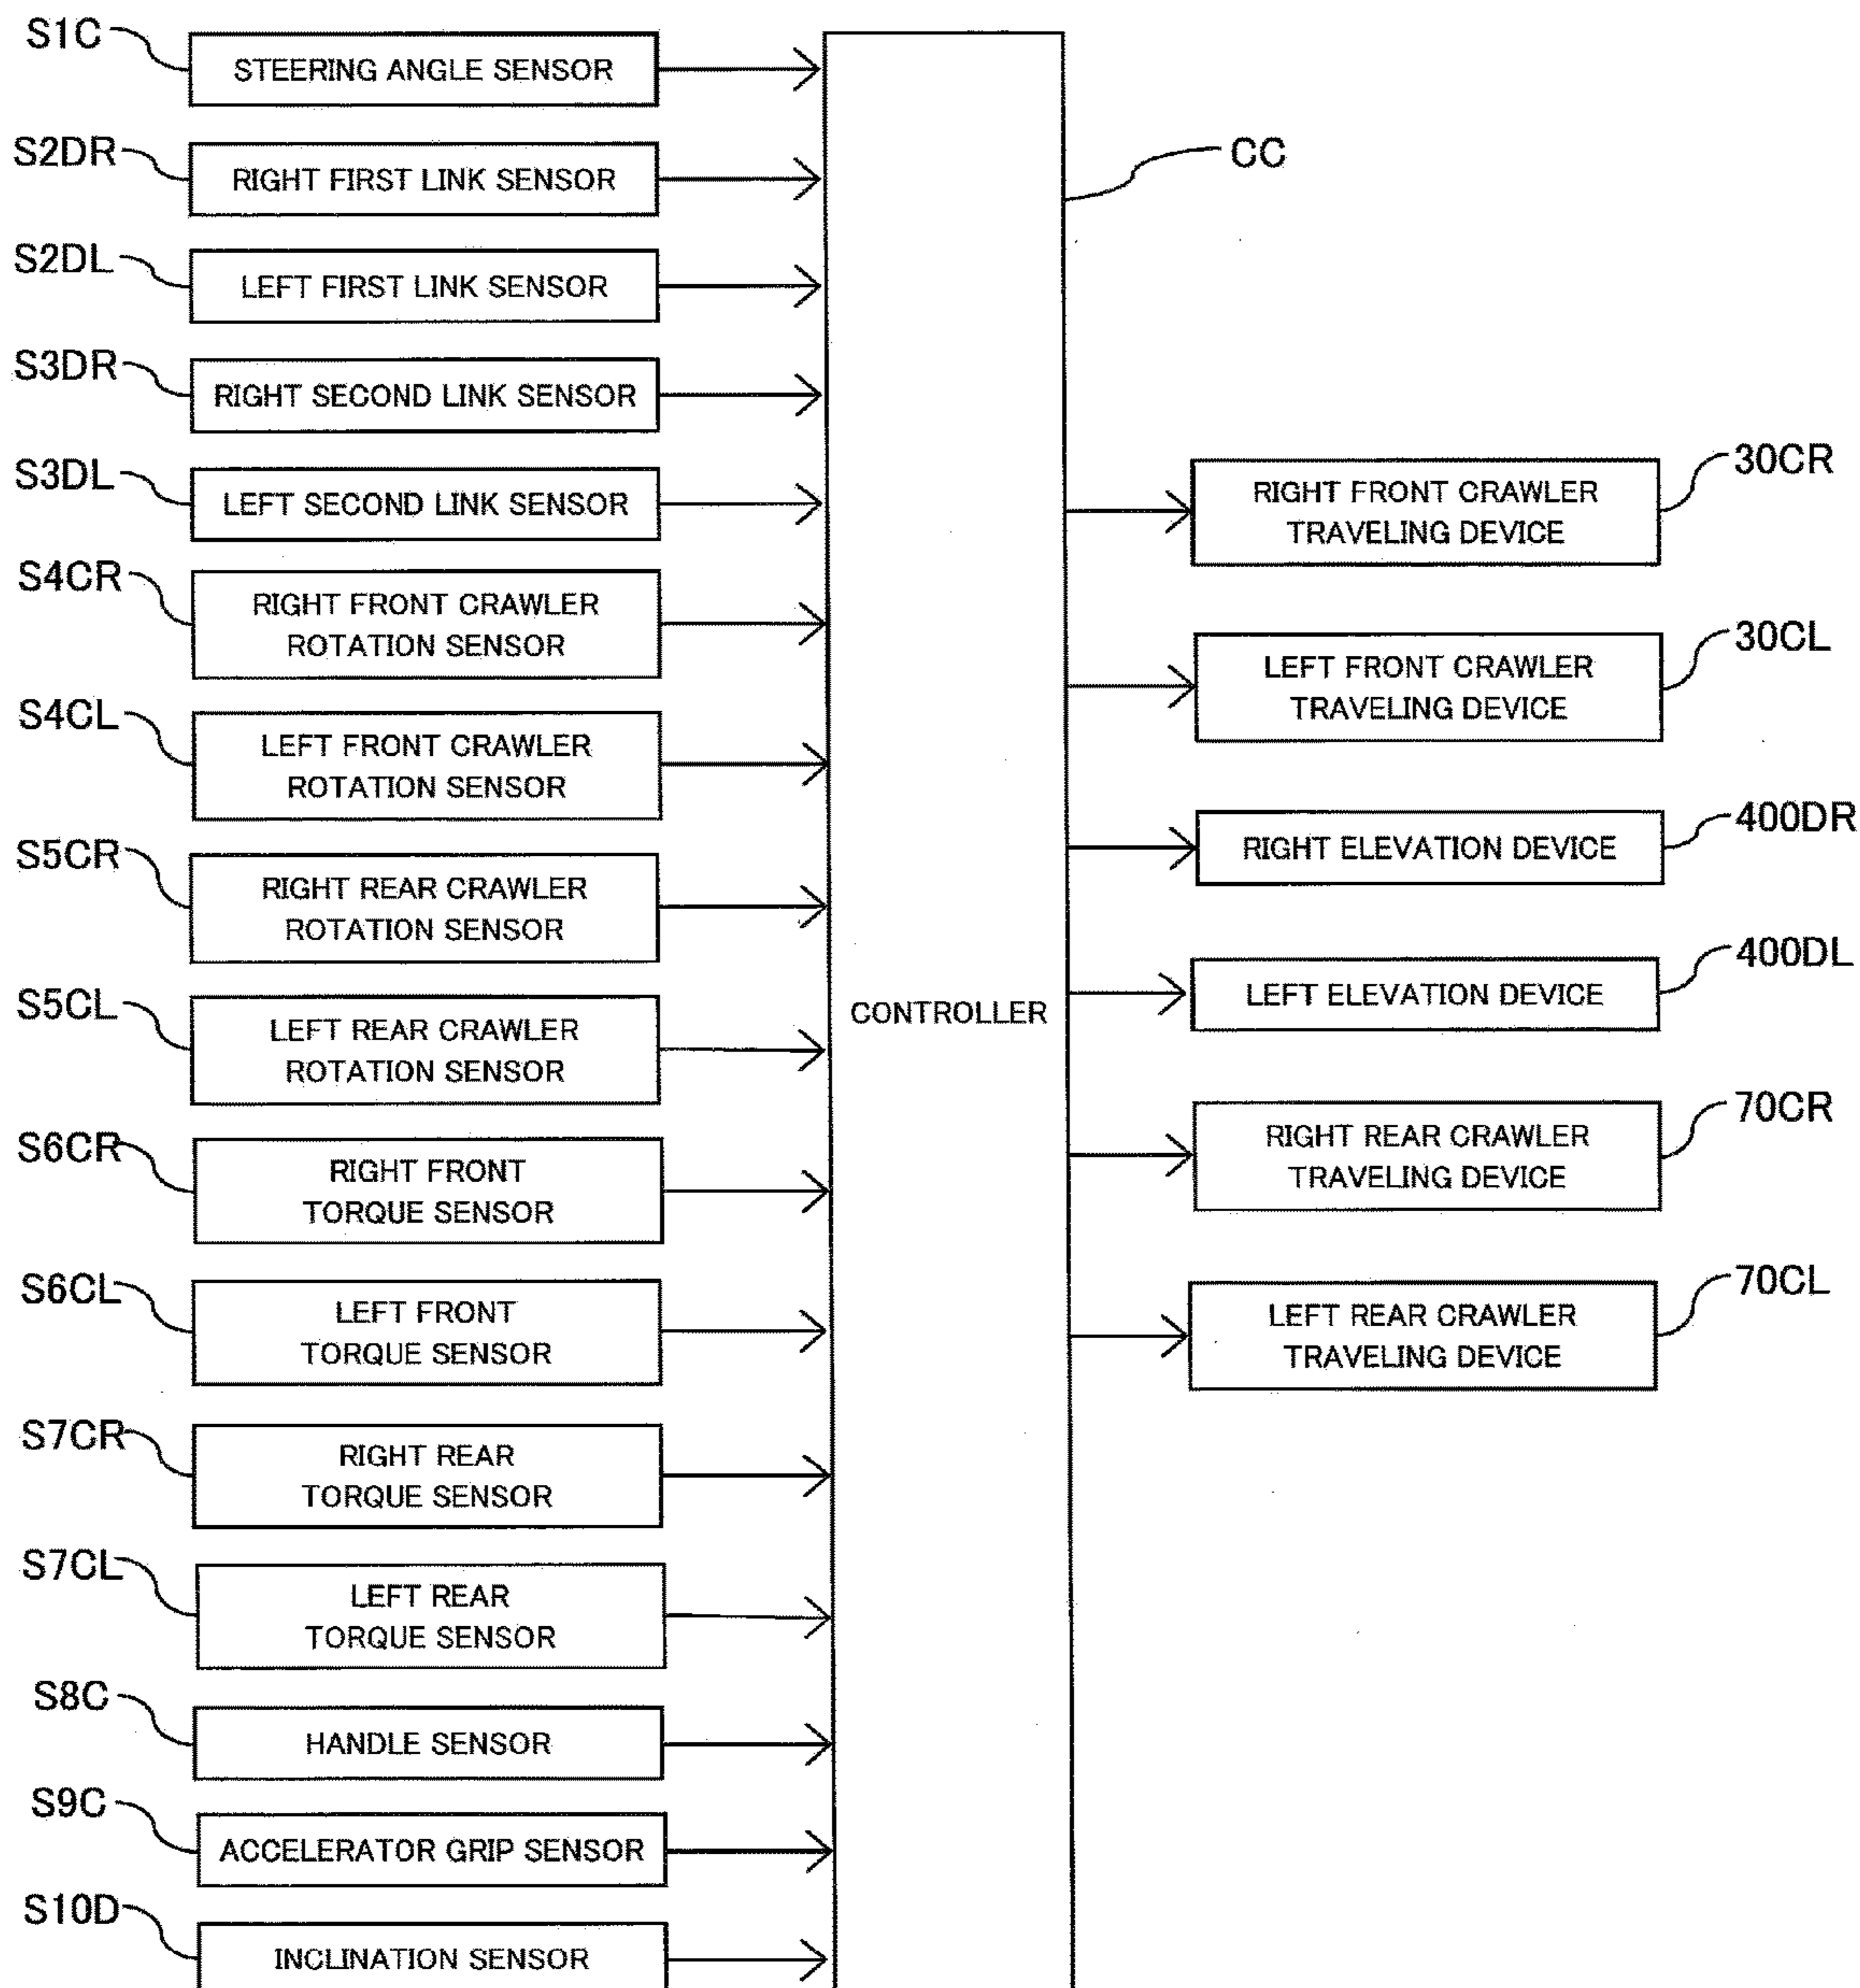 S1C
STEERING ANGLE SENSOR
S2DR
RIGHT FIRST LINK SENSOR
S2DL
LEFT FIRST LINK SENSOR
S3DR
RIGHT SECOND LINK SENSOR
S3DL
LEFT SECOND LINK SENSOR
S4CR
RIGHT FRONT CRAWLER
ROTATION SENSOR
S4CL
LEFT FRONT CRAWLER
ROTATION SENSOR
S5CR
RIGHT REAR CRAWLER
ROTATION SENSOR
S5CL
LEFT REAR CRAWLER
ROTATION SENSOR
S6CR
RIGHT FRONT
TORQUE SENSOR
S6CL
LEFT FRONT
TORQUE SENSOR
S7CR
RIGHT REAR
TORQUE SENSOR
S7CL
LEFT REAR
TORQUE SENSOR
S8C
HANDLE SENSOR
S9C
ACCELERATOR GRIP SENSOR
S10D
INCLINATION SENSOR
CC
CONTROLLER
30CR
RIGHT FRONT CRAWLER
TRAVELING DEVICE
30CL
LEFT FRONT CRAWLER
TRAVELING DEVICE
400DR
RIGHT ELEVATION DEVICE
400DL
LEFT ELEVATION DEVICE
70CR
RIGHT REAR CRAWLER
TRAVELING DEVICE
70CL
LEFT REAR CRAWLER
TRAVELING DEVICE